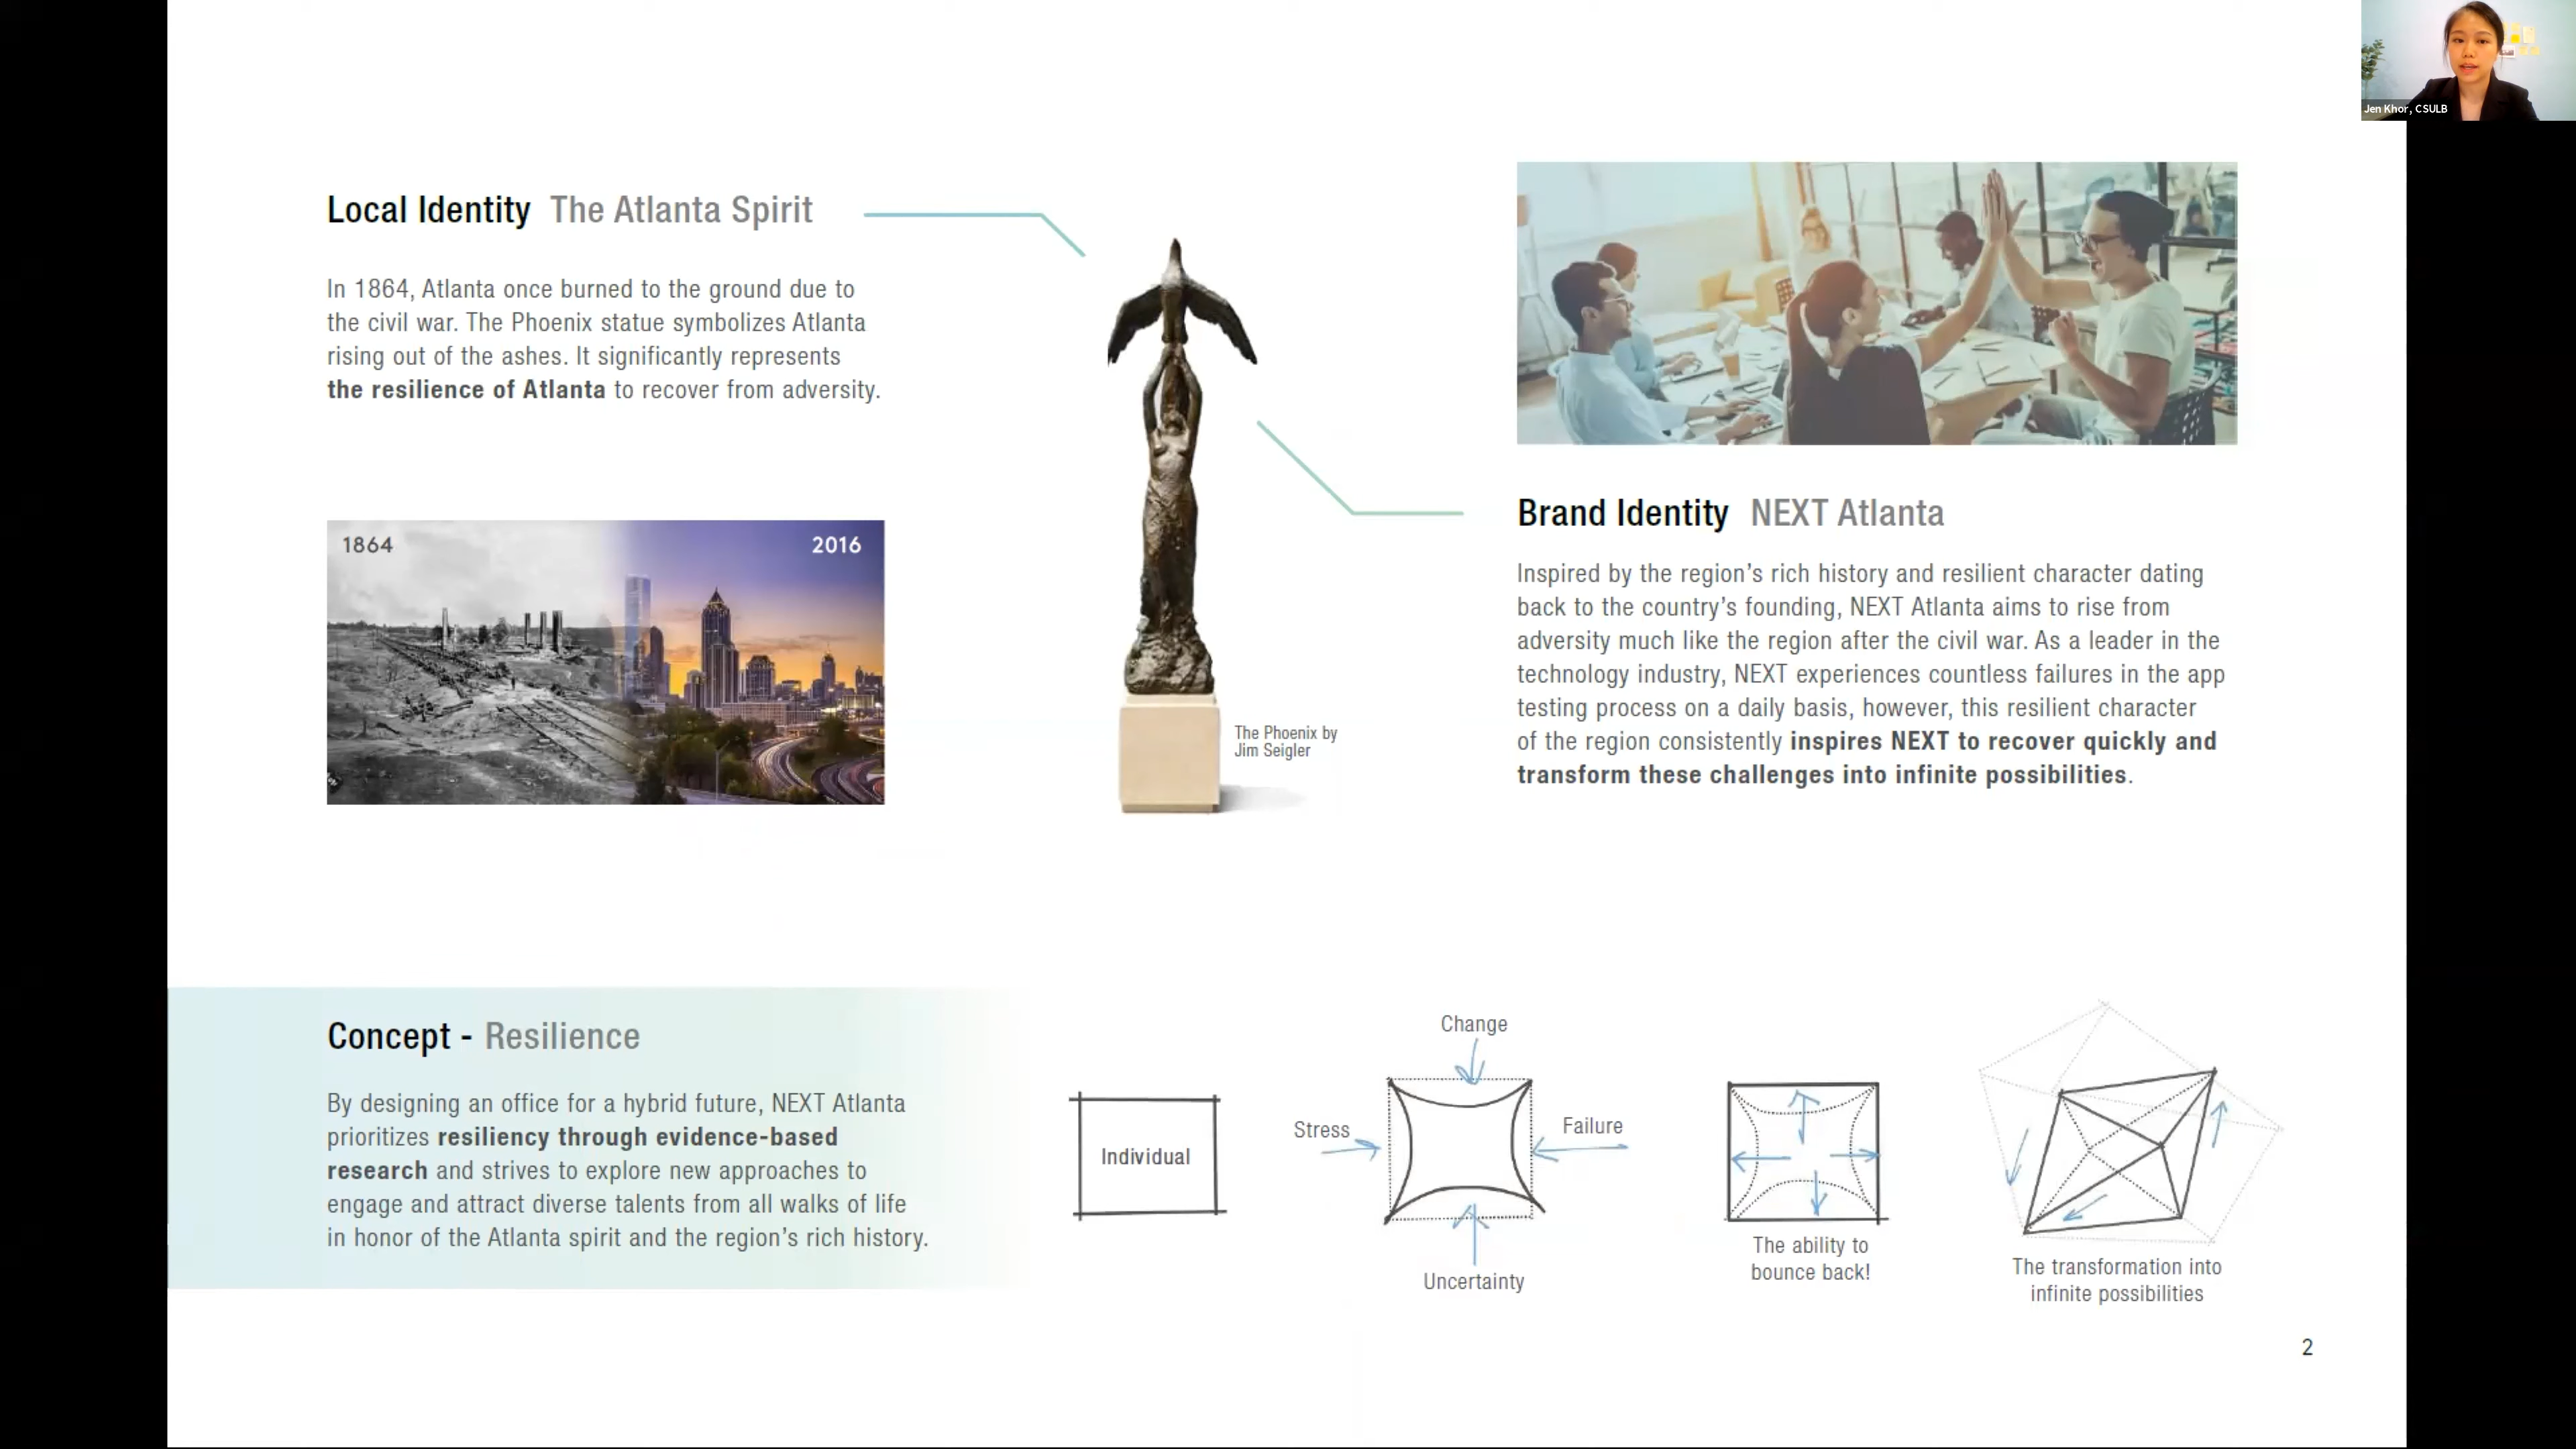 Jen Khor, CSULB
Local Identity The Atlanta Spirit
In 1864, Atlanta once burned to the ground due to
the civil war. The Phoenix statue symbolizes Atlanta
rising out of the ashes. It significantly represents
the resilience of Atlanta to recover from adversity.
1864
2016
The Phoenix by
Jim Seigler
Brand Identity NEXT Atlanta
Inspired by the region's rich history and resilient character dating
back to the country's founding, NEXT Atlanta aims to rise from
adversity much like the region after the civil war. As a leader in the
technology industry, NEXT experiences countless failures in the app
testing process on a daily basis, however, this resilient character
of the region consistently inspires NEXT to recover quickly and
transform these challenges into infinite possibilities.
Concept - Resilience
By designing an office for a hybrid future, NEXT Atlanta
prioritizes resiliency through evidence-based
research and strives to explore new approaches to
engage and attract diverse talents from all walks of life
in honor of the Atlanta spirit and the region's rich history.
Individual
Change
Stress
Failure
Uncertainty
The ability to
bounce back!
The transformation into
infinite possibilities
2